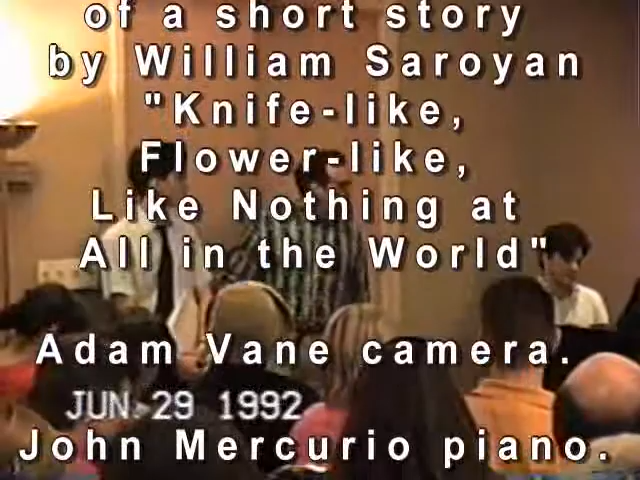 of a short story
by William Saroyan
"Knife-like,
Flower-like,
Like Nothing at
All in the World"
Adam Vane camera.
JUN. 29 1992
John Mercurio piano.